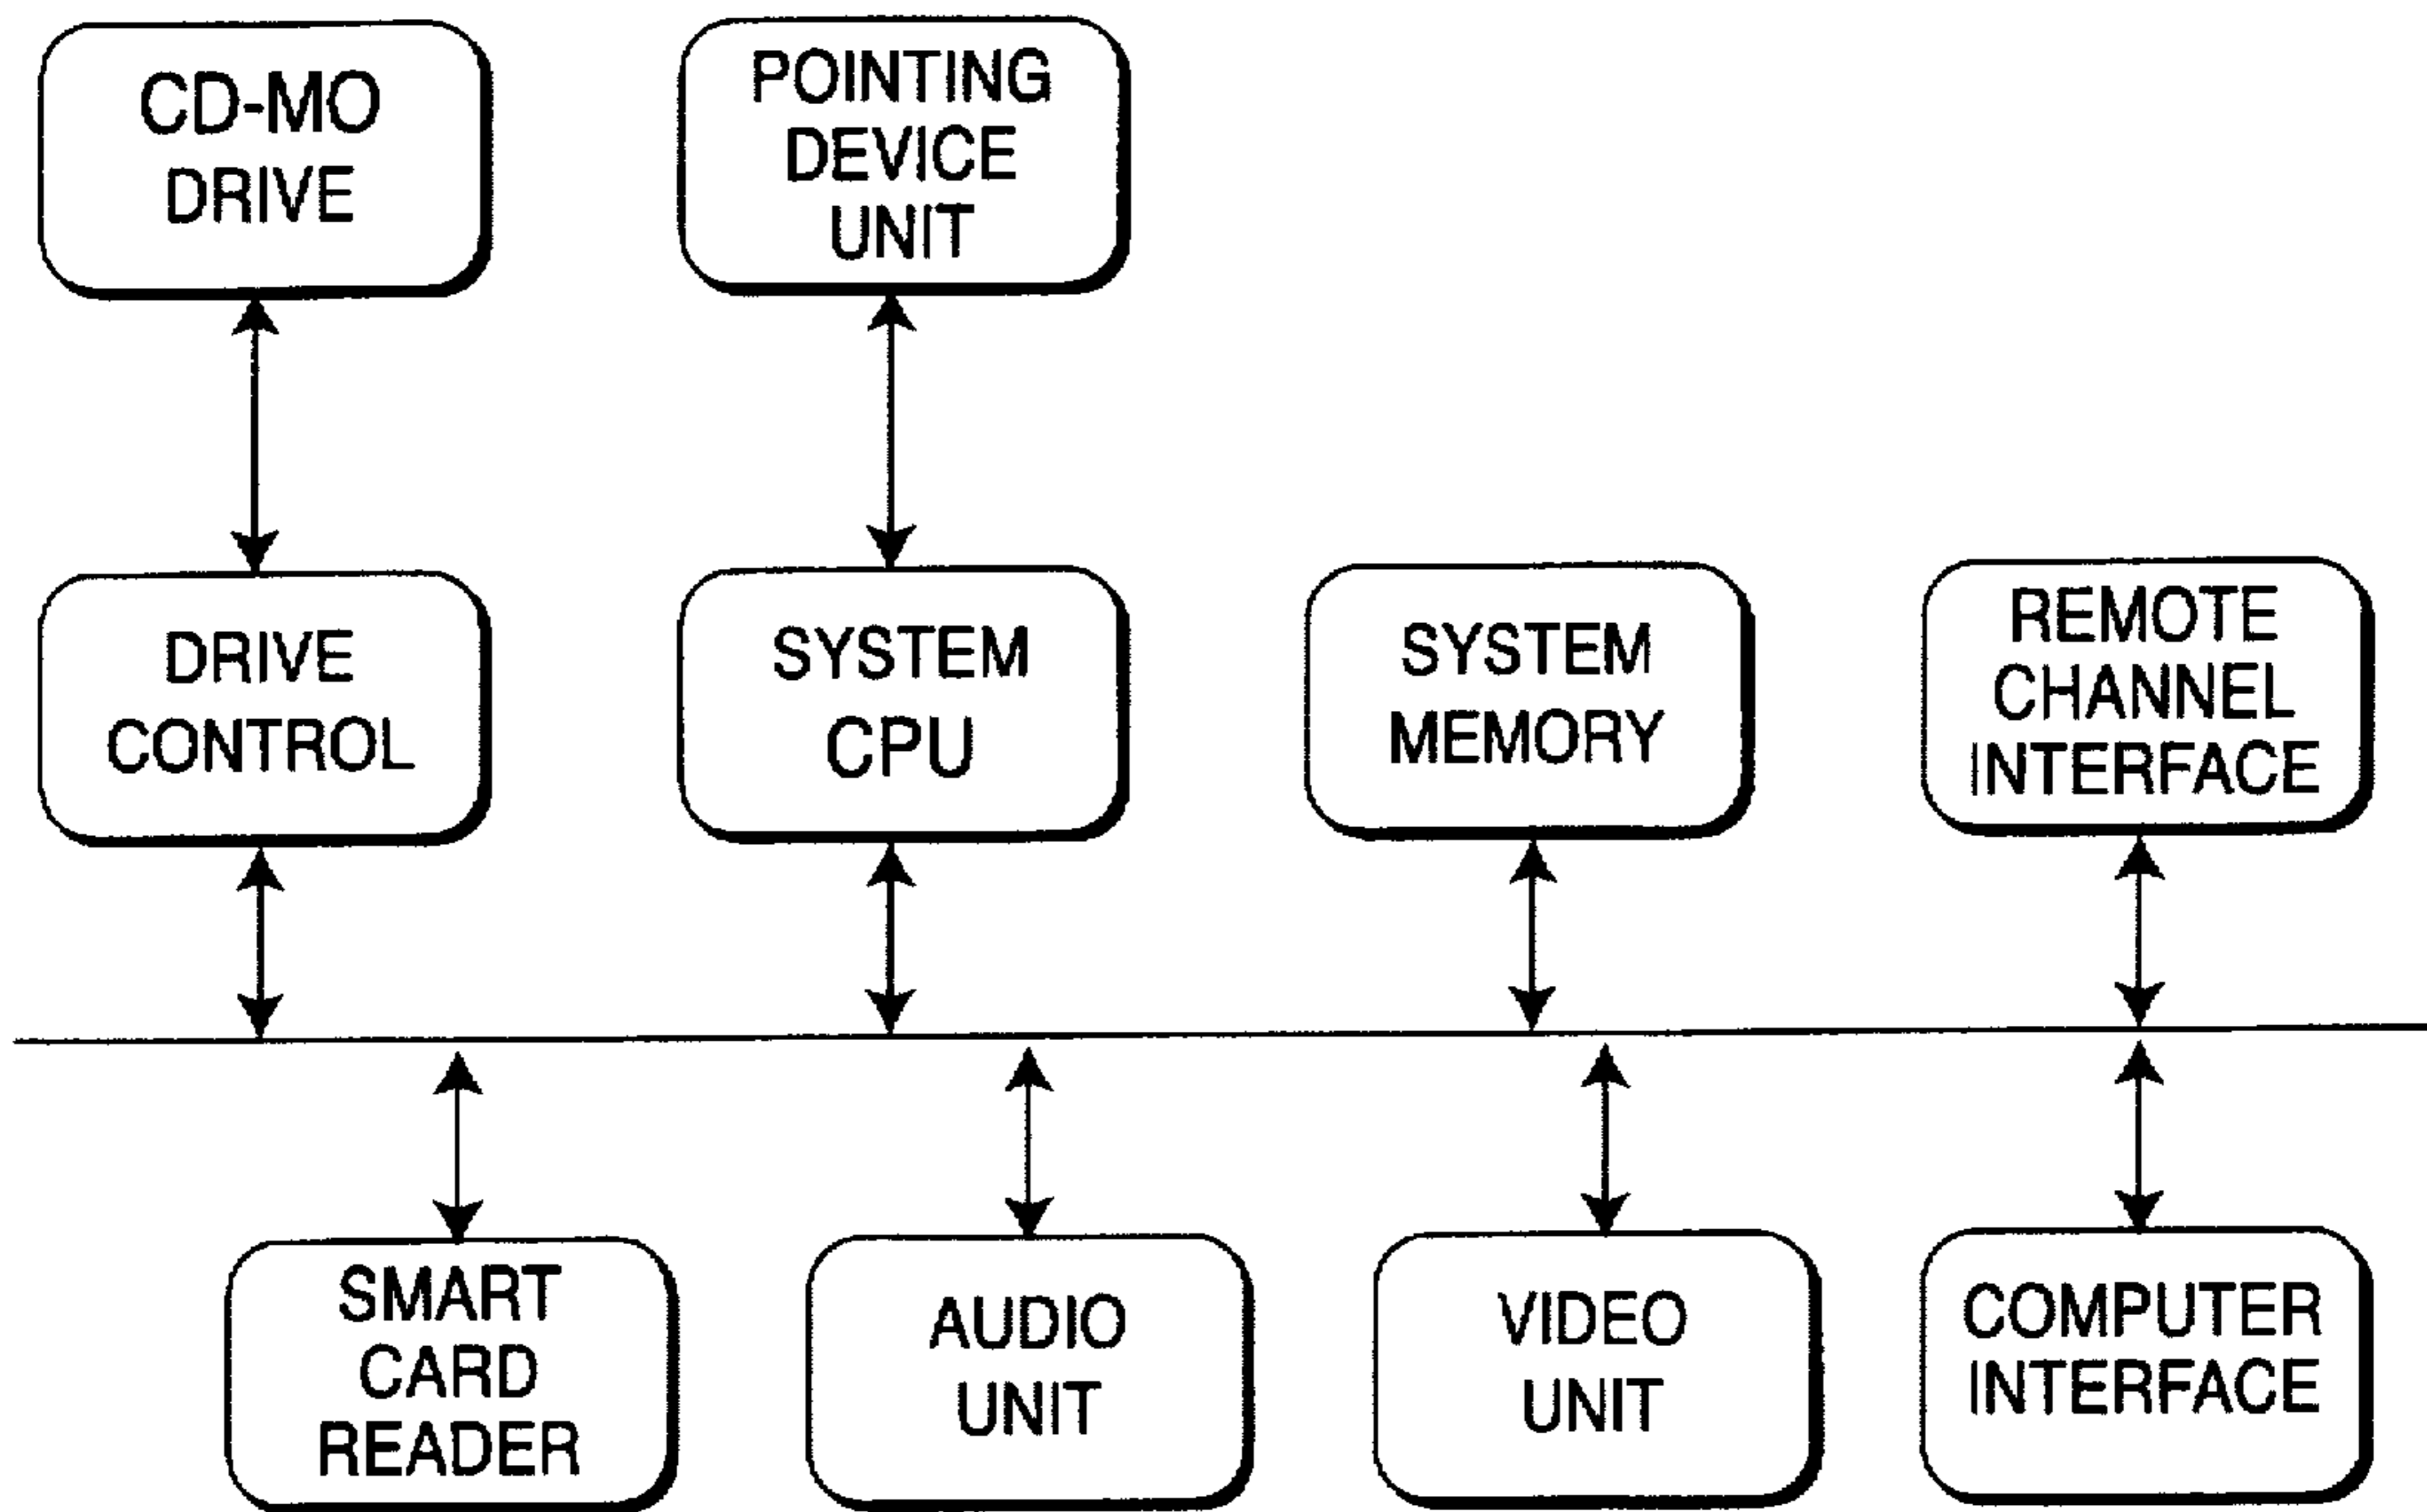 CD-MO
DRIVE
POINTING
DEVICE
UNIT
DRIVE
CONTROL
SYSTEM
CPU
SYSTEM
MEMORY
REMOTE
CHANNEL
INTERFACE
SMART
CARD
READER
AUDIO
UNIT
VIDEO
UNIT
COMPUTER
INTERFACE